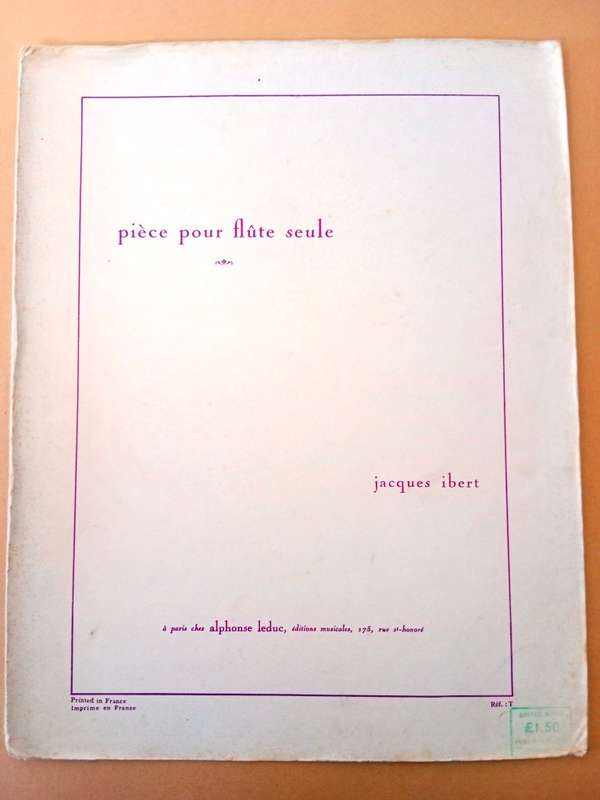 pièce pour flûte seule
jacques ibert
à paris chez alphonse leduc, éditions musicales, 175, rue st-honoré
Printed in France
Imprimé en France
Réf. : T
£1.50